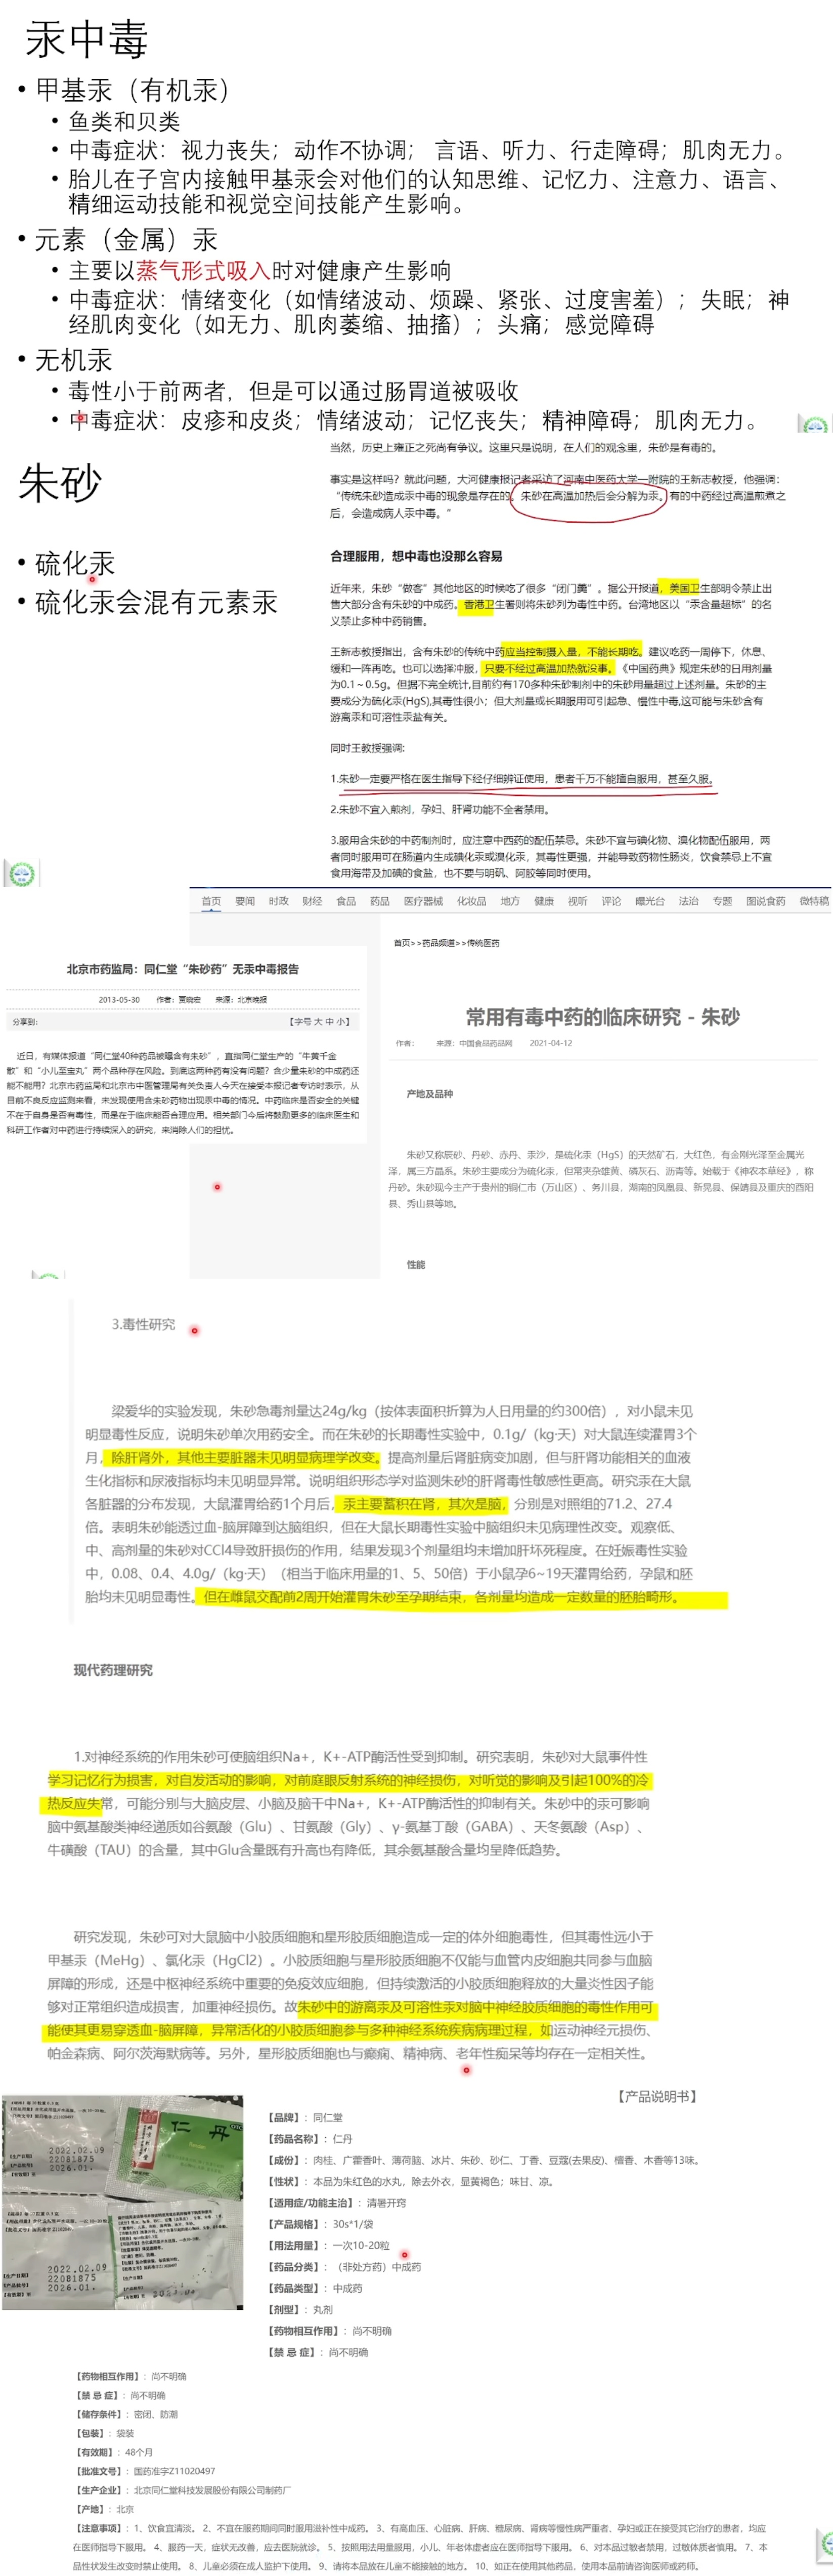 汞中毒
• 甲基汞（有机汞）
• 鱼类和贝类
• 中毒症状：视力丧失；动作不协调； 言语、听力、行走障碍；肌肉无力。
• 胎儿在子宫内接触甲基汞会对他们的认知思维、记忆力、注意力、语言、
精细运动技能和视觉空间技能产生影响。
• 元素（金属）汞
• 主要以蒸气形式吸入时对健康产生影响
• 中毒症状：情绪变化（如情绪波动、烦躁、紧张、过度害羞）；失眠；神
经肌肉变化（如无力、肌肉萎缩、抽搐）；头痛；感觉障碍
• 无机汞
• 毒性小于前两者，但是可以通过肠胃道被吸收
• 中毒症状：皮疹和皮炎；情绪波动；记忆丧失；精神障碍；肌肉无力。
朱砂
• 硫化汞
• 硫化汞会混有元素汞
当然，历史上雍正之死尚有争议。这里只是说明，在人们的观念里，朱砂是有毒的。
事实是这样吗？就此问题，大河健康报记者采访了河南中医药大学一附院的王新志教授，他强调：
“传统朱砂造成汞中毒的现象是存在的，朱砂在高温加热后会分解为汞。有的中药经过高温煎煮之
后，会造成病人汞中毒。”
合理服用，想中毒也没那么容易
近年来，朱砂“做客”其他地区的时候吃了很多“闭门羹”。据公开报道，美国卫生部明令禁止出
售大部分含有朱砂的中成药。香港卫生署则将朱砂列为毒性中药。台湾地区以“汞含量超标”的名
义禁止多种中药销售。
王新志教授指出，含有朱砂的传统中药应当控制摄入量，不能长期吃。建议吃药一周停下，休息、
缓和一阵再吃。也可以选择冲服，只要不经过高温加热就没事。《中国药典》规定朱砂的日用剂量
为0.1～0.5g。但据不完全统计,目前约有170多种朱砂制剂中的朱砂用量超过上述剂量。朱砂的主
要成分为硫化汞(HgS),其毒性很小；但大剂量或长期服用可引起急、慢性中毒,这可能与朱砂含有
游离汞和可溶性汞盐有关。
同时王教授强调:
1.朱砂一定要严格在医生指导下经仔细辨证使用，患者千万不能擅自服用，甚至久服。
2.朱砂不宜入煎剂，孕妇、肝肾功能不全者禁用。
3.服用含朱砂的中药制剂时，应注意中西药的配伍禁忌。朱砂不宜与碘化物、溴化物配伍服用，两
者同时服用可在肠道内生成碘化汞或溴化汞，其毒性更强，并能导致药物性肠炎，饮食禁忌上不宜
食用海带及加碘的食盐，也不要与明矾、阿胶等同时使用。
首页 要闻 时政 财经 食品 药品 医疗器械 化妆品 地方 健康 视听 评论 曝光台 法治 专题 图说食药 微特稿
首页>>药品频道>>传统医药
北京市药监局：同仁堂“朱砂药”无汞中毒报告
2013-05-30 作者：贾晓宏 来源：北京晚报
分享到: 【字号 大 中 小】
近日，有媒体报道“同仁堂40种药品被曝含有朱砂”，直指同仁堂生产的“牛黄千金
散”和“小儿至宝丸”两个品种存在风险。到底这两种药有没有问题？含少量朱砂的中成药还
能不能用？北京市药监局和北京市中医管理局有关负责人今天在接受本报记者专访时表示，从
目前不良反应监测来看，未发现使用含朱砂药物出现汞中毒的情况。中药临床是否安全的关键
不在于自身是否有毒性，而是在于临床能否合理应用。相关部门今后将鼓励更多的临床医生和
科研工作者对中药进行持续深入的研究，来消除人们的担忧。
常用有毒中药的临床研究 - 朱砂
作者: 来源：中国食品药品网 2021-04-12
产地及品种
朱砂又称辰砂、丹砂、赤丹、汞沙，是硫化汞（HgS）的天然矿石，大红色，有金刚光泽至金属光
泽，属三方晶系。朱砂主要成分为硫化汞，但常夹杂雄黄、磷灰石、沥青等。始载于《神农本草经》，称
丹砂。朱砂现今主产于贵州的铜仁市（万山区）、务川县，湖南的凤凰县、新晃县、保靖县及重庆的酉阳
县、秀山县等地。
性能
3.毒性研究
梁爱华的实验发现，朱砂急毒剂量达24g/kg（按体表面积折算为人日用量的约300倍），对小鼠未见
明显毒性反应，说明朱砂单次用药安全。而在朱砂的长期毒性实验中，0.1g/（kg·天）对大鼠连续灌胃3个
月，除肝肾外，其他主要脏器未见明显病理学改变。提高剂量后肾脏病变加剧，但与肝肾功能相关的血液
生化指标和尿液指标均未见明显异常。说明组织形态学对监测朱砂的肝肾毒性敏感性更高。研究汞在大鼠
各脏器的分布发现，大鼠灌胃给药1个月后，汞主要蓄积在肾，其次是脑，分别是对照组的71.2、27.4
倍。表明朱砂能透过血-脑屏障到达脑组织，但在大鼠长期毒性实验中脑组织未见病理性改变。观察低、
中、高剂量的朱砂对CCl4导致肝损伤的作用，结果发现3个剂量组均未增加肝坏死程度。在妊娠毒性实验
中，0.08、0.4、4.0g/（kg·天）（相当于临床用量的1、5、50倍）于小鼠孕6~19天灌胃给药，孕鼠和胚
胎均未见明显毒性。但在雌鼠交配前2周开始灌胃朱砂至孕期结束，各剂量均造成一定数量的胚胎畸形。
现代药理研究
1.对神经系统的作用朱砂可使脑组织Na+，K+-ATP酶活性受到抑制。研究表明，朱砂对大鼠事件性
学习记忆行为损害，对自发活动的影响，对前庭眼反射系统的神经损伤，对听觉的影响及引起100%的冷
热反应失常，可能分别与大脑皮层、小脑及脑干中Na+，K+-ATP酶活性的抑制有关。朱砂中的汞可影响
脑中氨基酸类神经递质如谷氨酸（Glu）、甘氨酸（Gly）、γ-氨基丁酸（GABA）、天冬氨酸（Asp）、
牛磺酸（TAU）的含量，其中Glu含量既有升高也有降低，其余氨基酸含量均呈降低趋势。
研究发现，朱砂可对大鼠脑中小胶质细胞和星形胶质细胞造成一定的体外细胞毒性，但其毒性远小于
甲基汞（MeHg）、氯化汞（HgCl2）。小胶质细胞与星形胶质细胞不仅能与血管内皮细胞共同参与血脑
屏障的形成，还是中枢神经系统中重要的免疫效应细胞，但持续激活的小胶质细胞释放的大量炎性因子能
够对正常组织造成损害，加重神经损伤。故朱砂中的游离汞及可溶性汞对脑中神经胶质细胞的毒性作用可
能使其更易穿透血-脑屏障，异常活化的小胶质细胞参与多种神经系统疾病病理过程，如运动神经元损伤、
帕金森病、阿尔茨海默病等。另外，星形胶质细胞也与癫痫、精神病、老年性痴呆等均存在一定相关性。
【产品说明书】
仁丹
2022.02.09
22081875
2026.01.
2022.02.09
22081875
2026.01.
【品牌】：同仁堂
【药品名称】：仁丹
【成份】：肉桂、广藿香叶、薄荷脑、冰片、朱砂、砂仁、丁香、豆蔻(去果皮)、檀香、木香等13味。
【性状】：本品为朱红色的水丸，除去外衣，显黄褐色；味甘、凉。
【适用症/功能主治】：清暑开窍
【产品规格】：30s*1/袋
【用法用量】：一次10-20粒
【药品分类】：（非处方药）中成药
【药品类型】：中成药
【剂型】：丸剂
【药物相互作用】：尚不明确
【禁 忌 症】：尚不明确
【药物相互作用】：尚不明确
【禁 忌 症】：尚不明确
【储存条件】：密闭、防潮
【包装】：袋装
【有效期】：48个月
【批准文号】：国药准字Z11020497
【生产企业】：北京同仁堂科技发展股份有限公司制药厂
【产地】：北京
【注意事项】：1、饮食宜清淡。 2、不宜在服药期间同时服用滋补性中成药。 3、有高血压、心脏病、肝病、糖尿病、肾病等慢性病严重者、孕妇或正在接受其它治疗的患者，均应
在医师指导下服用。 4、服药一天，症状无改善，应去医院就诊。 5、按照用法用量服用，小儿、年老体虚者应在医师指导下服用。 6、对本品过敏者禁用，过敏体质者慎用。 7、本
品性状发生改变时禁止使用。 8、儿童必须在成人监护下使用。 9、请将本品放在儿童不能接触的地方。 10、如正在使用其他药品，使用本品前请咨询医师或药师。